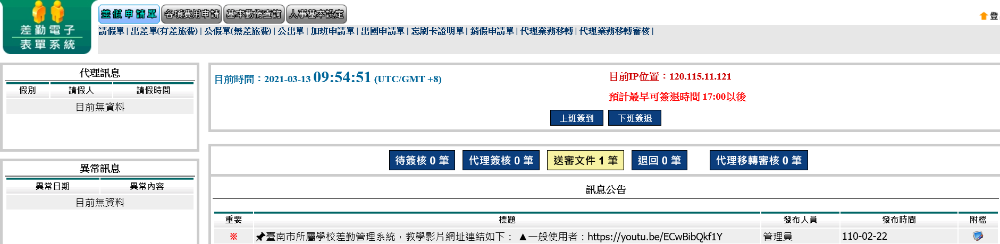 差勤電子
表單系統
差假申請單 各項費用申請 基本勤惰查詢 人事基本設定
登
請假單 | 出差單(有差旅費) | 公假單(無差旅費) | 公出單 | 加班申請單 | 出國申請單 | 忘刷卡證明單 | 銷假申請單 | 代理業務移轉 | 代理業務移轉審核 |
代理訊息
假別 請假人 請假時間
目前無資料
異常訊息
異常日期 異常內容
目前無資料
目前時間：2021-03-13 09:54:51 (UTC/GMT +8)
目前IP位置：120.115.11.121
預計最早可簽退時間 17:00以後
上班簽到 下班簽退
待簽核 0 筆 代理簽核 0 筆 送審文件 1 筆 退回 0 筆 代理移轉審核 0 筆
訊息公告
重要 標題 發布人員 發布時間 附檔
※ 臺南市所屬學校差勤管理系統，教學影片網址連結如下： ▲一般使用者：https://youtu.be/ECwBibQkf1Y 管理員 110-02-22